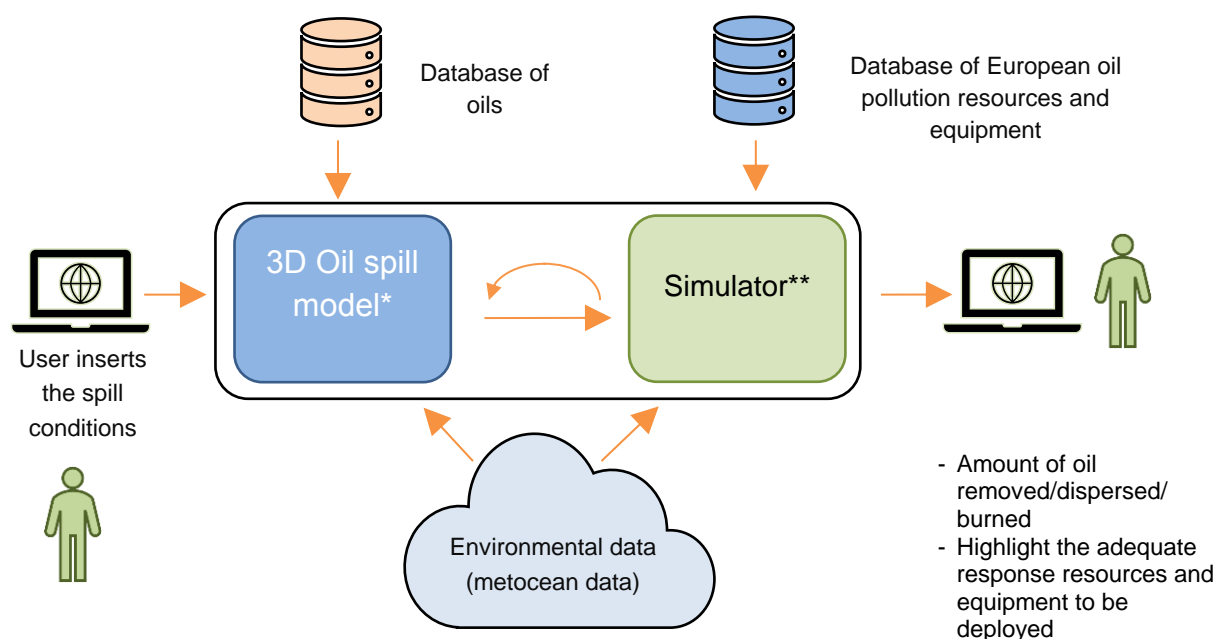 Database of
oils
Database of European oil
pollution resources and
equipment
3D Oil spill
model*
Simulator**
User inserts
the spill
conditions
Environmental data
(metocean data)
- Amount of oil
removed/dispersed/
burned
- Highlight the adequate
response resources and
equipment to be
deployed